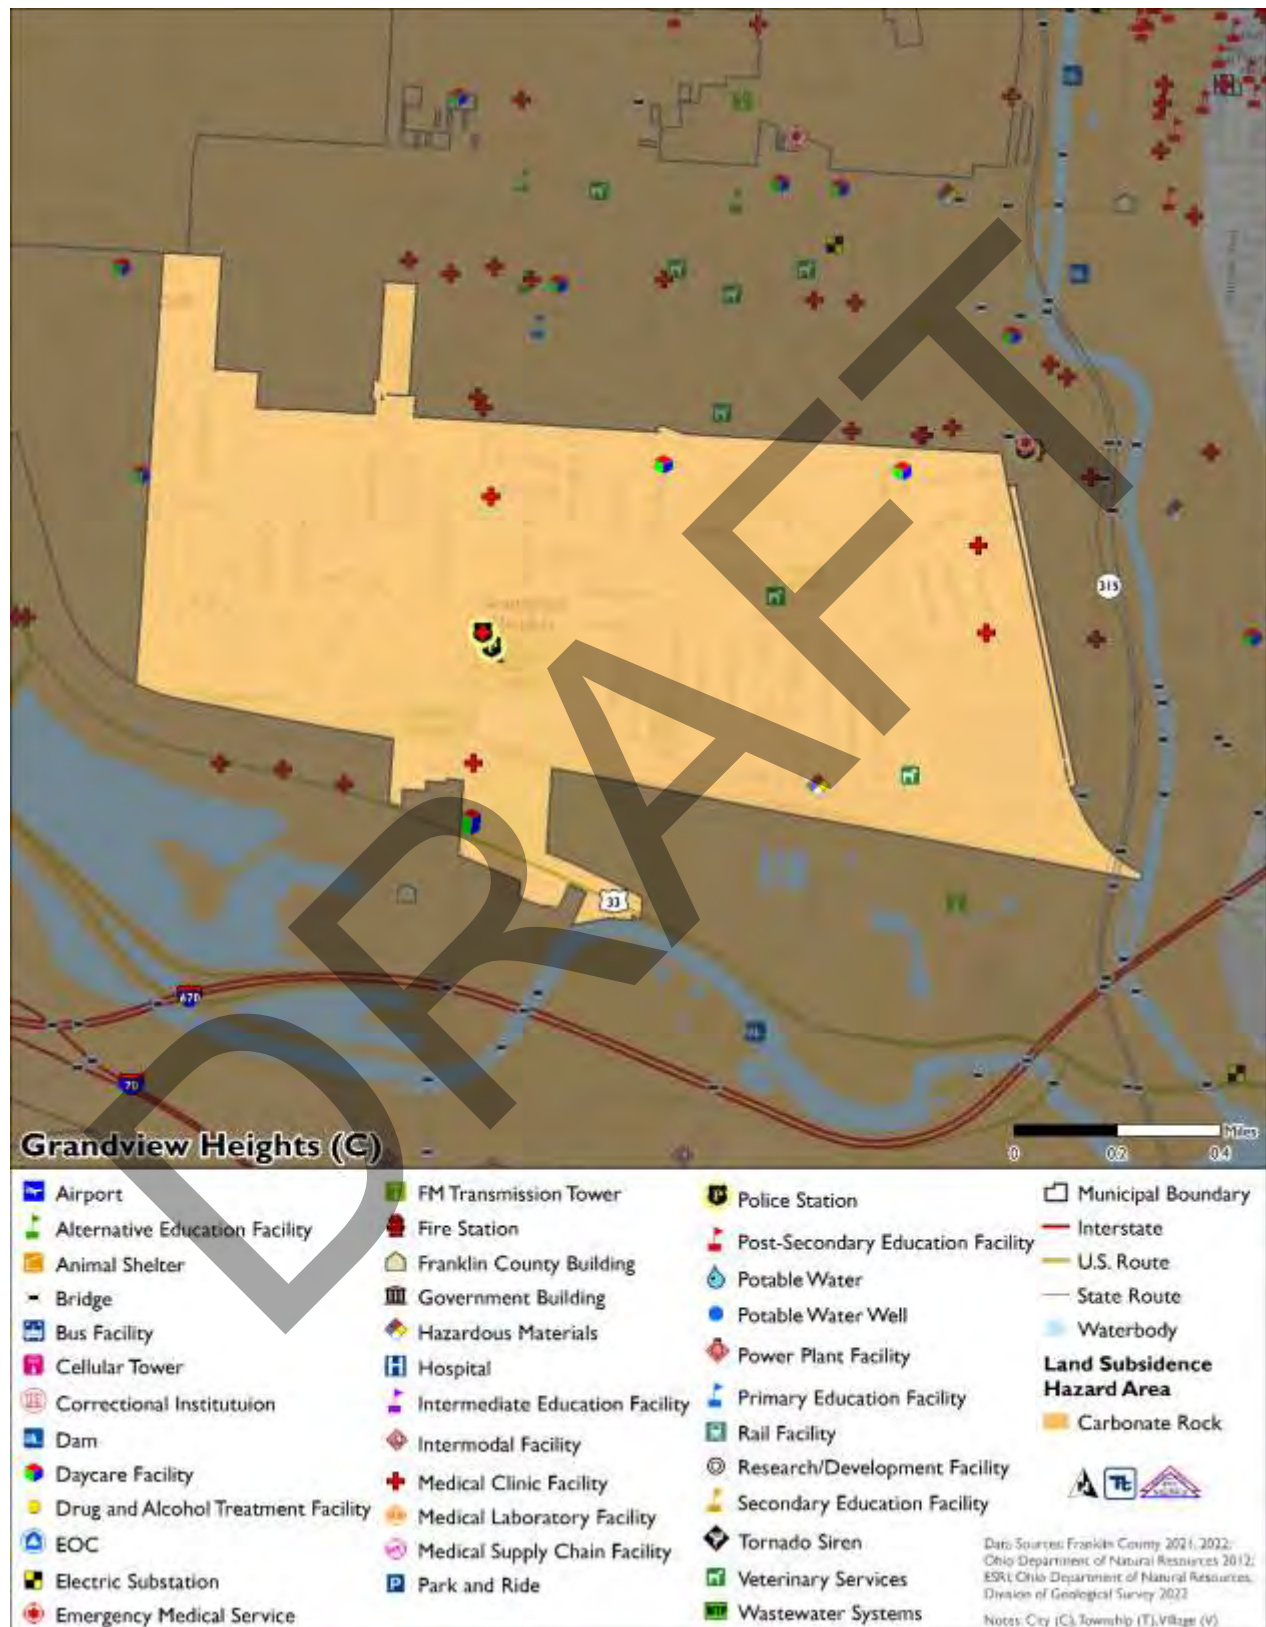 DRAFT
315
33
670
70
Grandview Heights (C)
Miles
0 0.2 0.4
Airport
Alternative Education Facility
Animal Shelter
Bridge
Bus Facility
Cellular Tower
Correctional Institutuion
Dam
Daycare Facility
Drug and Alcohol Treatment Facility
EOC
Electric Substation
Emergency Medical Service
FM Transmission Tower
Fire Station
Franklin County Building
Government Building
Hazardous Materials
Hospital
Intermediate Education Facility
Intermodal Facility
Medical Clinic Facility
Medical Laboratory Facility
Medical Supply Chain Facility
Park and Ride
Police Station
Post-Secondary Education Facility
Potable Water
Potable Water Well
Power Plant Facility
Primary Education Facility
Rail Facility
Research/Development Facility
Secondary Education Facility
Tornado Siren
Veterinary Services
Wastewater Systems
Municipal Boundary
Interstate
U.S. Route
State Route
Waterbody
Land Subsidence
Hazard Area
Carbonate Rock
Data Sources: Franklin County 2021, 2022;
Ohio Department of Natural Resources 2012;
ESRI; Ohio Department of Natural Resources,
Division of Geological Survey 2022
Notes: City (C), Township (T), Village (V)